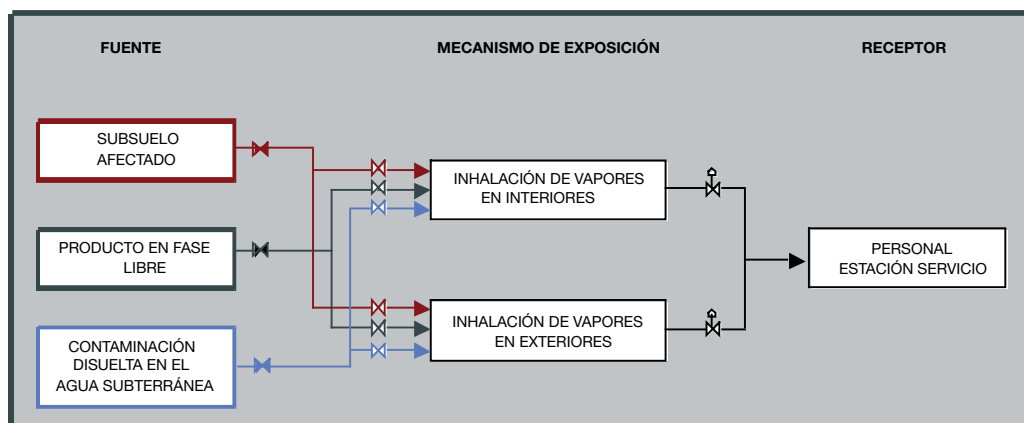 FUENTE
MECANISMO DE EXPOSICIÓN
RECEPTOR
SUBSUELO
AFECTADO
INHALACIÓN DE VAPORES
EN INTERIORES
PRODUCTO EN FASE
LIBRE
PERSONAL
ESTACIÓN SERVICIO
INHALACIÓN DE VAPORES
EN EXTERIORES
CONTAMINACIÓN
DISUELTA EN EL
AGUA SUBTERRÁNEA